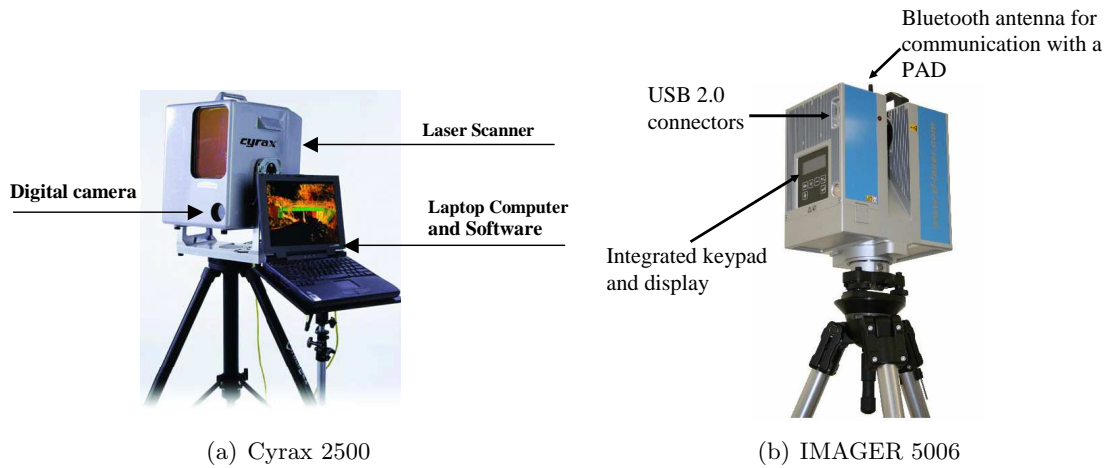 Bluetooth antenna for
communication with a
PAD
USB 2.0
connectors
Laser Scanner
cyrax
Digital camera
Laptop Computer
and Software
Integrated keypad
and display
(a) Cyrax 2500
(b) IMAGER 5006